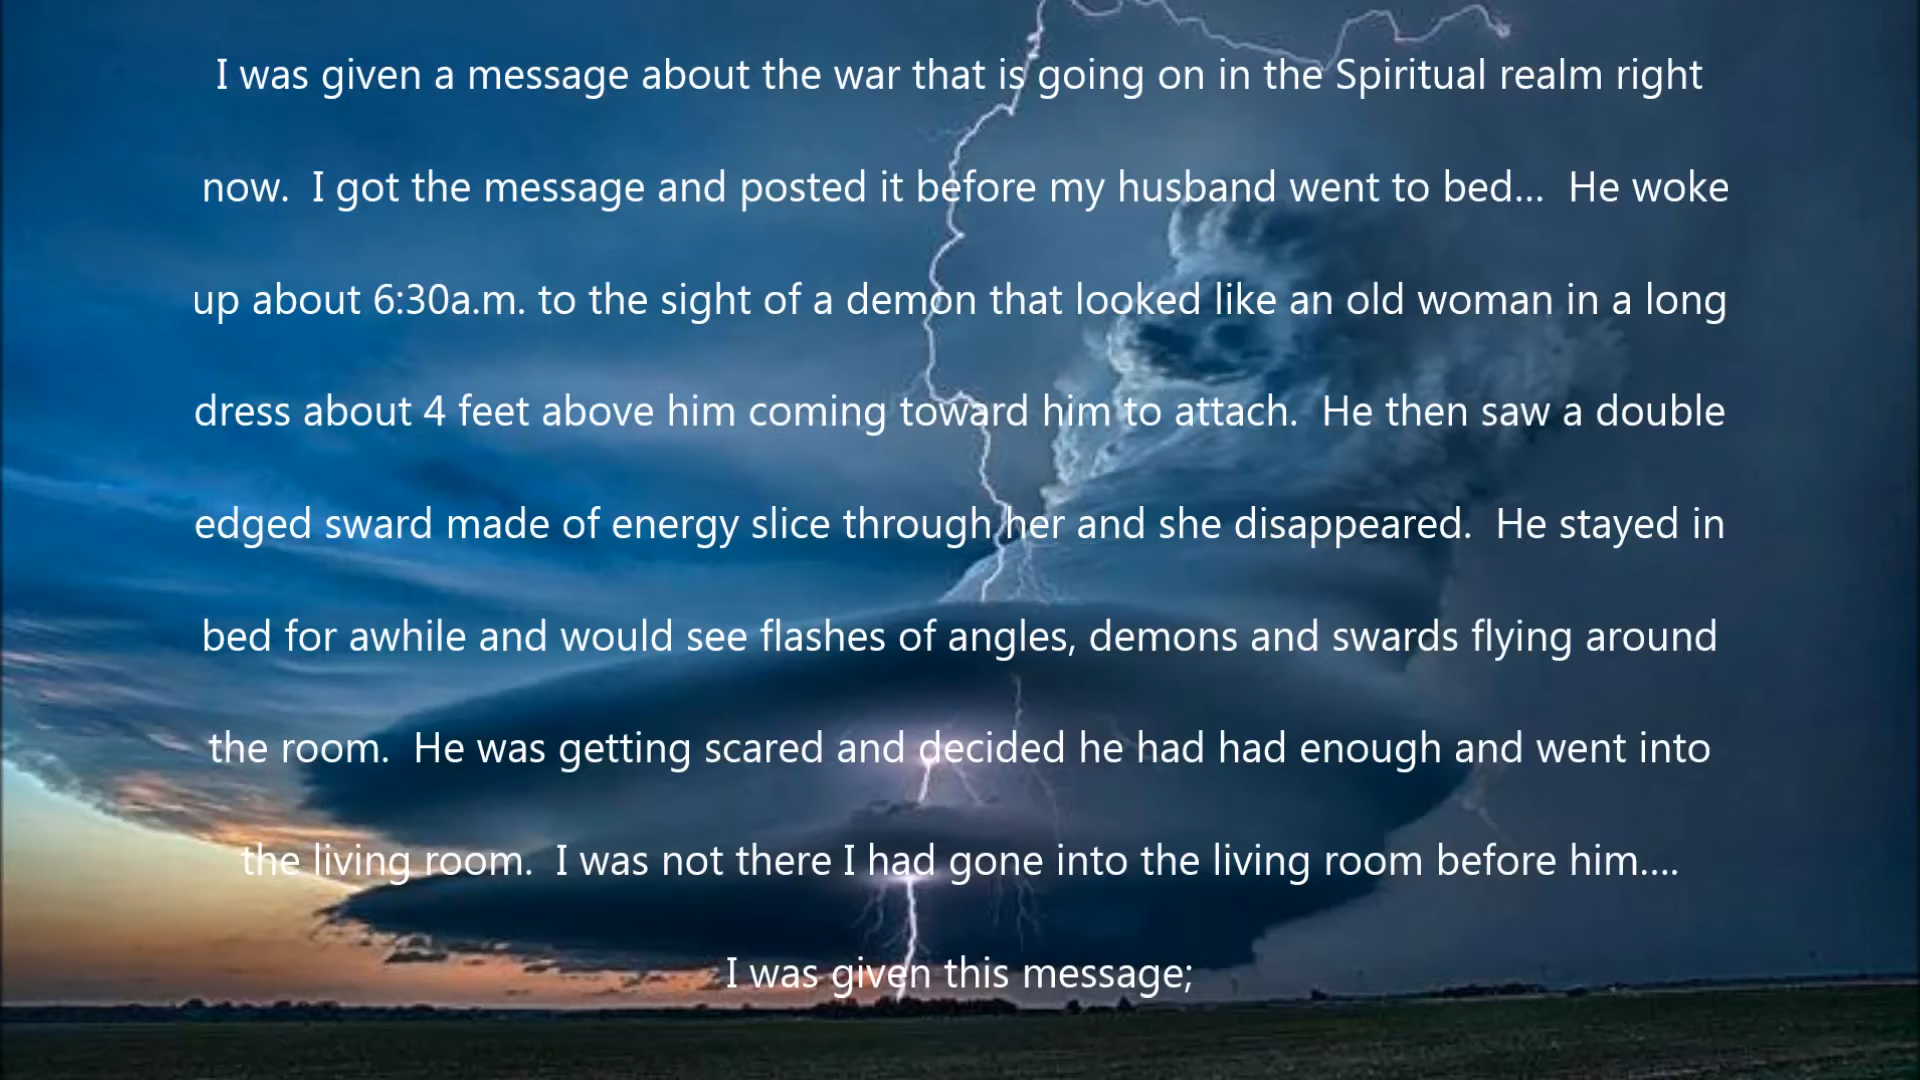 I was given a message about the war that is going on in the Spiritual realm right
now.  I got the message and posted it before my husband went to bed...  He woke
up about 6:30a.m. to the sight of a demon that looked like an old woman in a long
dress about 4 feet above him coming toward him to attach.  He then saw a double
edged sward made of energy slice through her and she disappeared.  He stayed in
bed for awhile and would see flashes of angles, demons and swards flying around
the room.  He was getting scared and decided he had had enough and went into
the living room.  I was not there I had gone into the living room before him....
I was given this message;